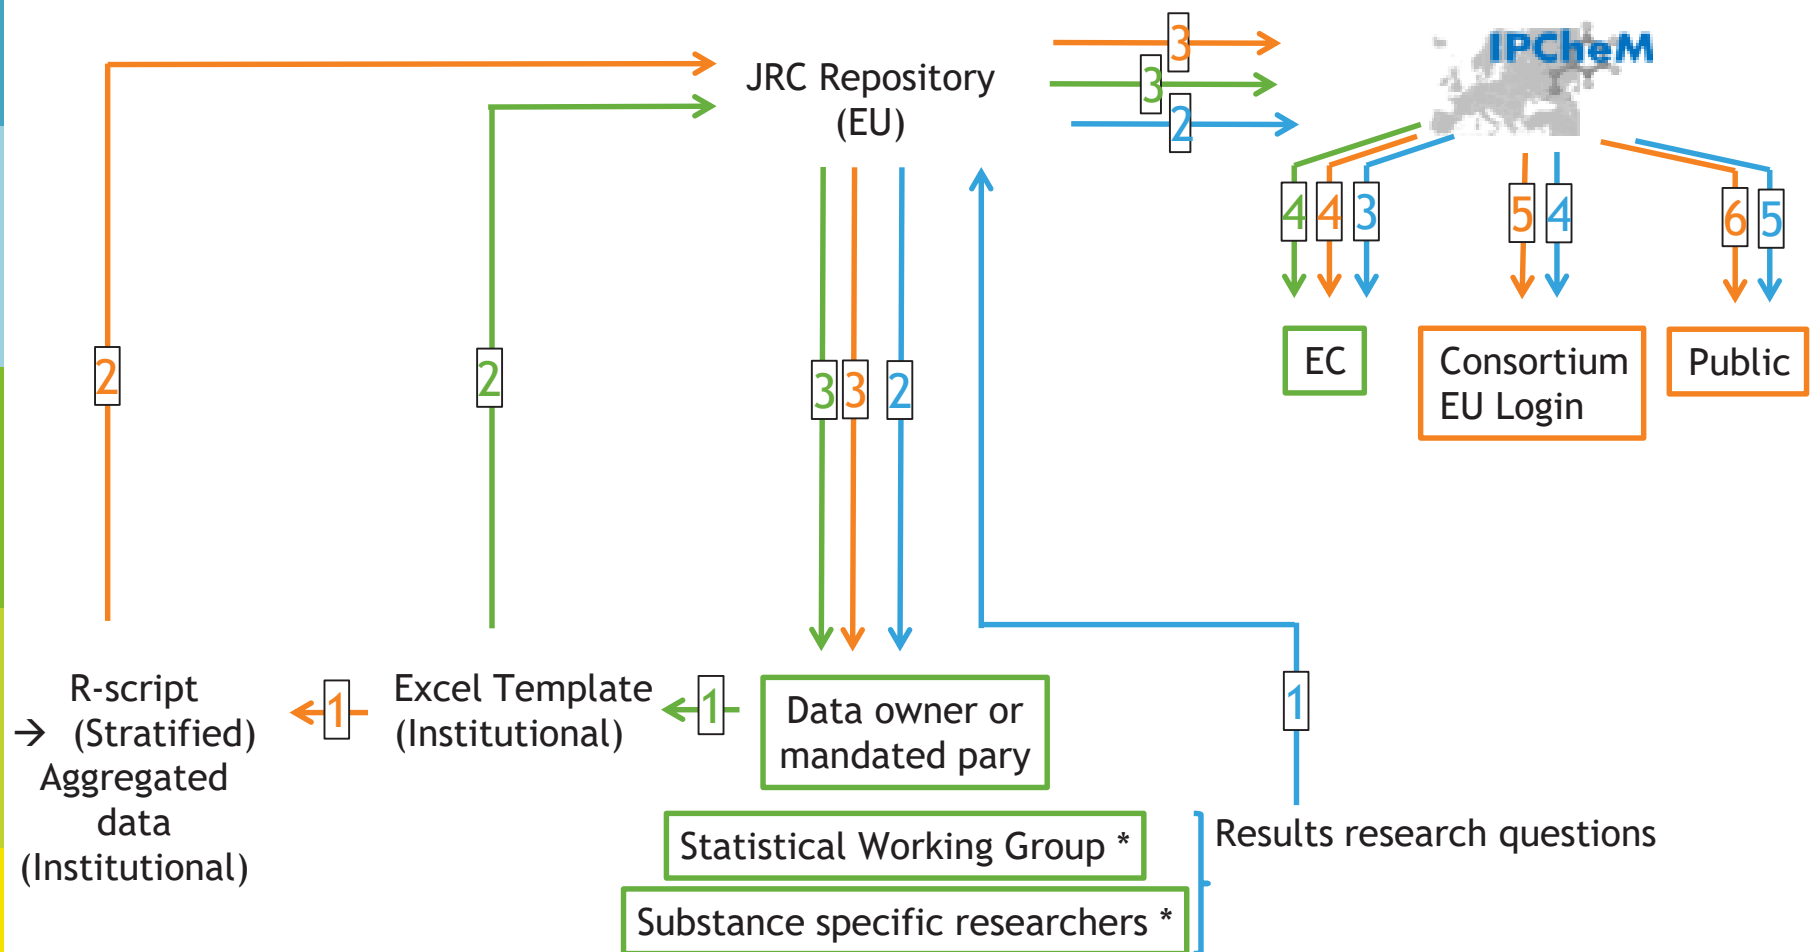 3
IPCheM
JRC Repository
(EU)
3
2
4
4
3
5
4
6
5
2
2
3
3
2
EC
Consortium
EU Login
Public
R-script
→ (Stratified)
Aggregated
data
(Institutional)
1
Excel Template
(Institutional)
1
Data owner or
mandated pary
1
Statistical Working Group *
Results research questions
Substance specific researchers *